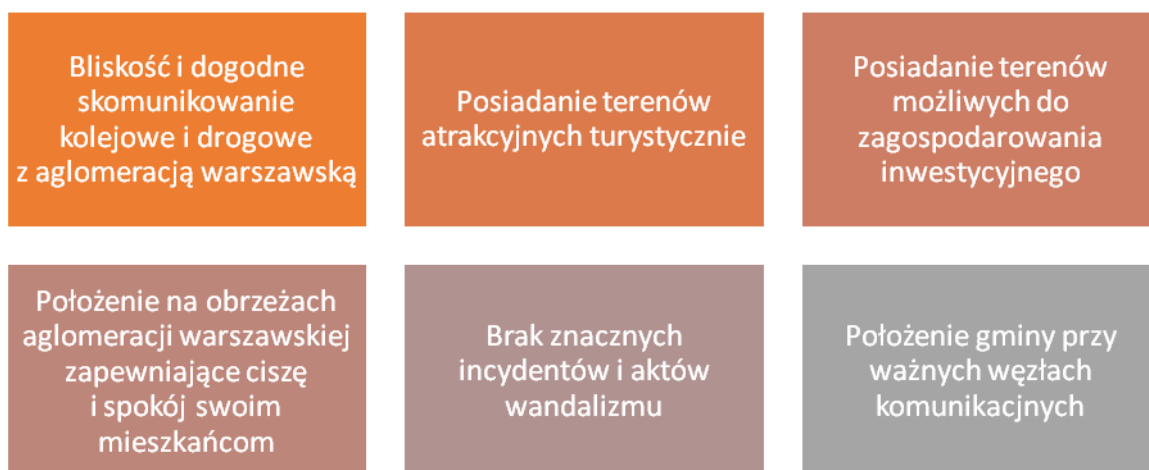 Bliskość i dogodne
skomunikowanie
kolejowe i drogowe
z aglomeracją warszawską
Posiadanie terenów
atrakcyjnych turystycznie
Posiadanie terenów
możliwych do
zagospodarowania
inwestycyjnego
Położenie na obrzeżach
aglomeracji warszawskiej
zapewniające ciszę
i spokój swoim
mieszkańcom
Brak znacznych
incydentów i aktów
wandalizmu
Położenie gminy przy
ważnych węzłach
komunikacjnych